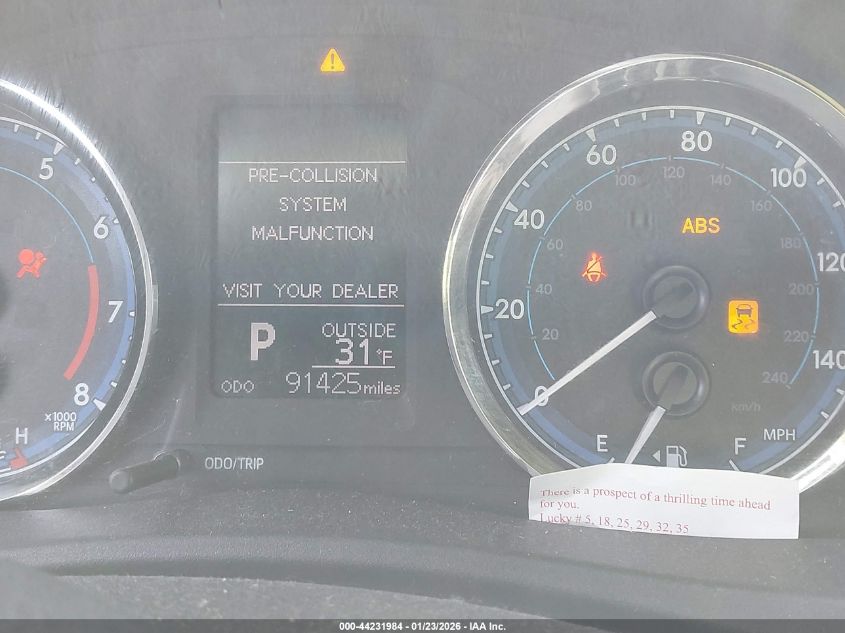 5
6
7
8
×1000
RPM
H
PRE-COLLISION
SYSTEM
MALFUNCTION
VISIT YOUR DEALER
P
OUTSIDE
31°F
ODO 91425miles
ODO/TRIP
0
20
40
60
80
100
120
140
20
40
60
80
100
120
140
160
180
200
220
240
km/h
MPH
ABS
E
F
There is a prospect of a thrilling time ahead
for you.
Lucky # 5, 18, 25, 29, 32, 35
000-44231984 - 01/23/2026 - IAA Inc.